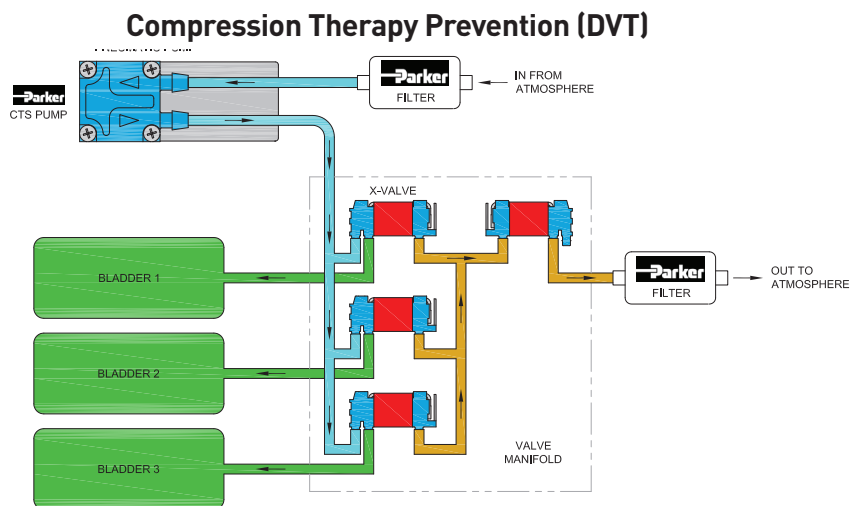 Compression Therapy Prevention (DVT)
Parker
CTS PUMP
Parker
FILTER
IN FROM
ATMOSPHERE
X-VALVE
BLADDER 1
Parker
FILTER
OUT TO
ATMOSPHERE
BLADDER 2
VALVE
MANIFOLD
BLADDER 3